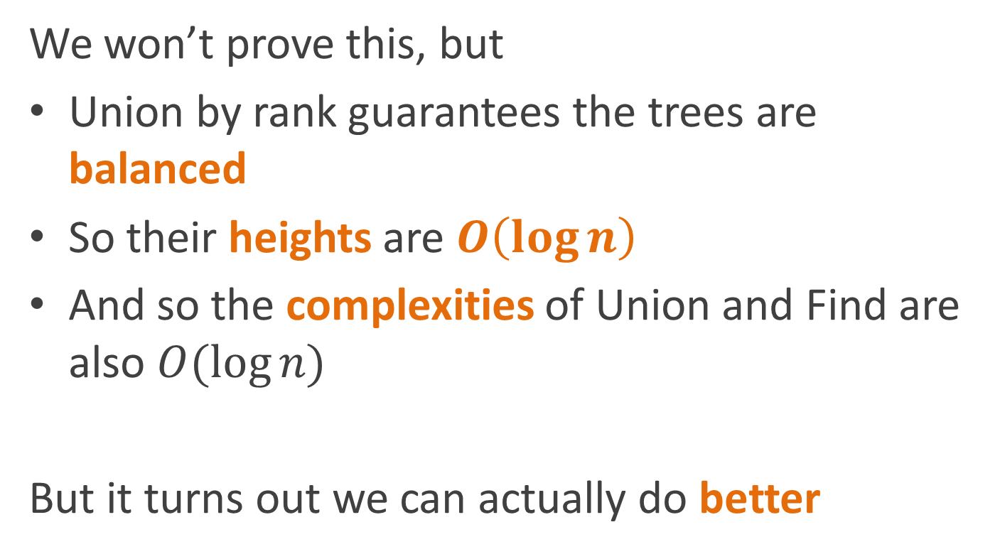 We won’t prove this, but
• Union by rank guarantees the trees are
balanced
• So their heights are O(log n)
• And so the complexities of Union and Find are
also O(log n)
But it turns out we can actually do better